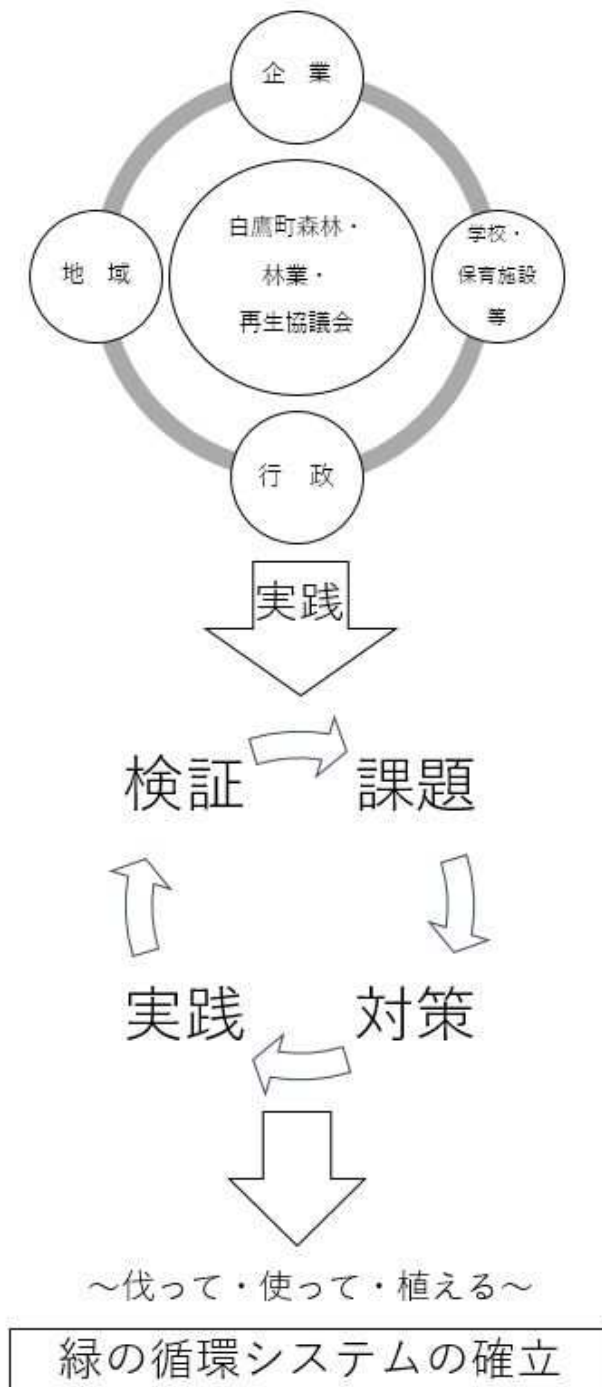 企　業
白鷹町森林・
林業・
再生協議会
地　域
学校・
保育施設
等
行　政
実践
検証
課題
実践
対策
～伐って・使って・植える～
緑の循環システムの確立